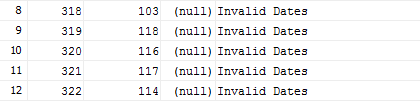 8 318 103 (null) Invalid Dates
9 319 118 (null) Invalid Dates
10 320 116 (null) Invalid Dates
11 321 117 (null) Invalid Dates
12 322 114 (null) Invalid Dates